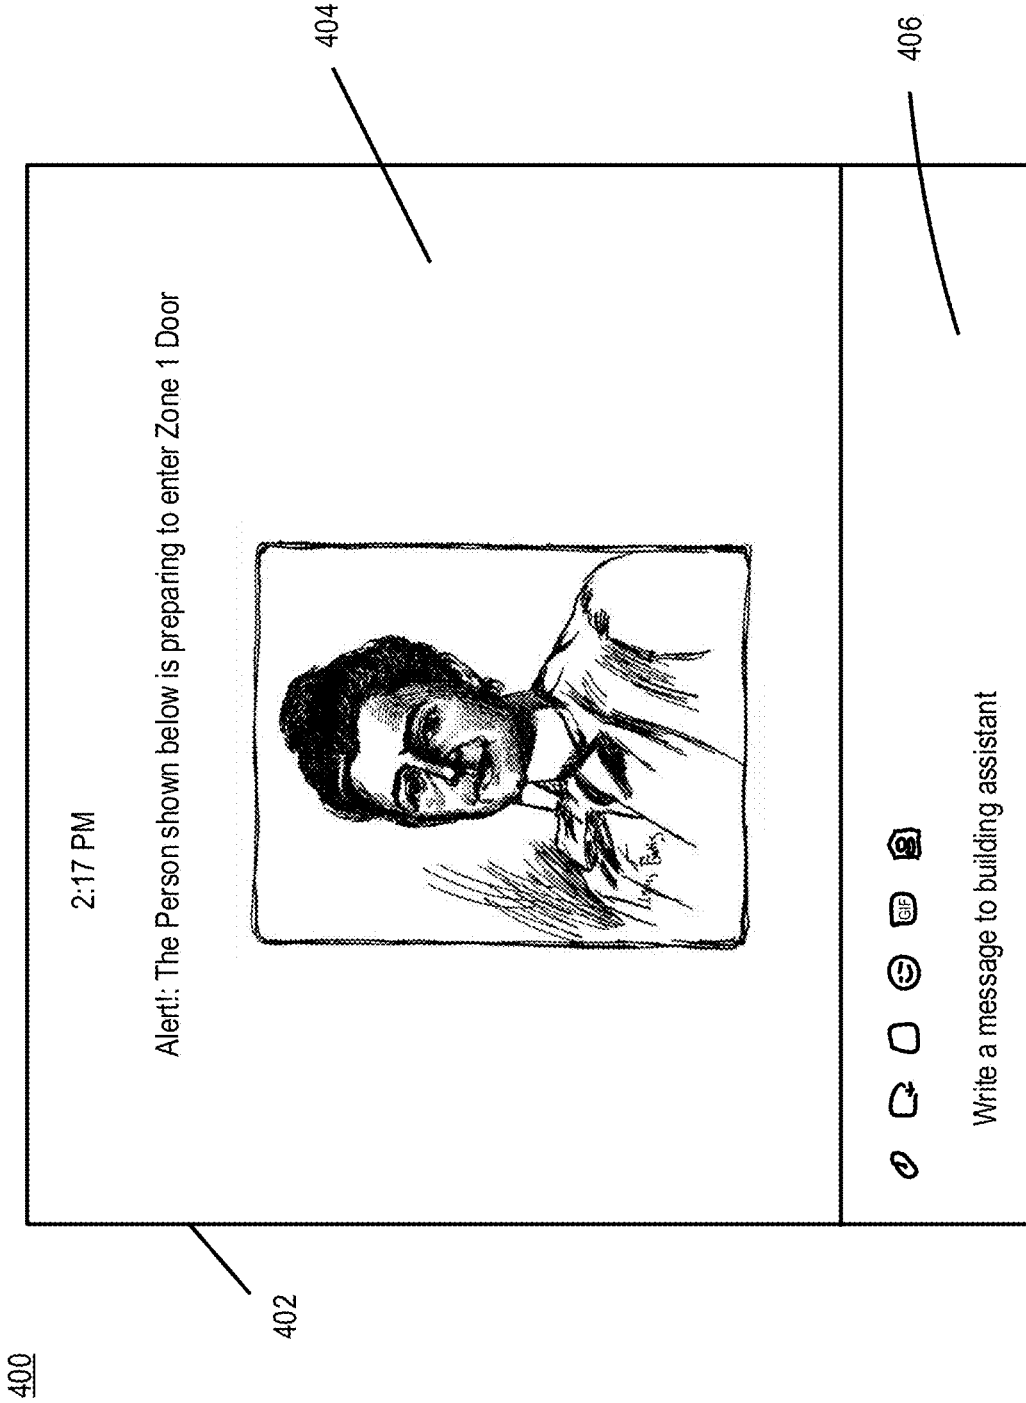 400
402
404
2:17 PM
Alert!: The Person shown below is preparing to enter Zone 1 Door
GIF
406
Write a message to building assistant